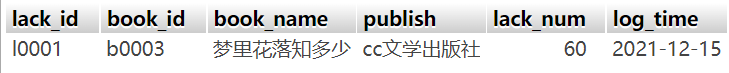 lack_id book_id book_name publish lack_num log_time
l0001 b0003 梦里花落知多少 cc文学出版社 60 2021-12-15